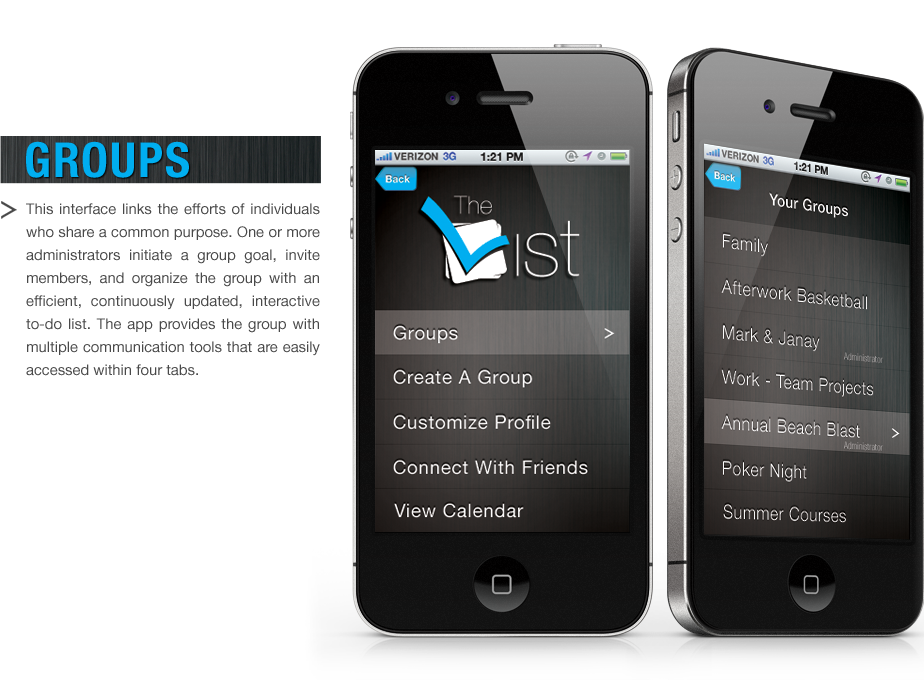 GROUPS
This interface links the efforts of individuals
who share a common purpose. One or more
administrators initiate a group goal, invite
members, and organize the group with an
efficient, continuously updated, interactive
to-do list. The app provides the group with
multiple communication tools that are easily
accessed within four tabs.
VERIZON 3G 1:21 PM
Back
The
List
Groups >
Create A Group
Customize Profile
Connect With Friends
View Calendar
VERIZON 3G 1:21 PM
Back
Your Groups
Family
Afterwork Basketball
Mark & Janay
Administrator
Work - Team Projects
Annual Beach Blast >
Administrator
Poker Night
Summer Courses